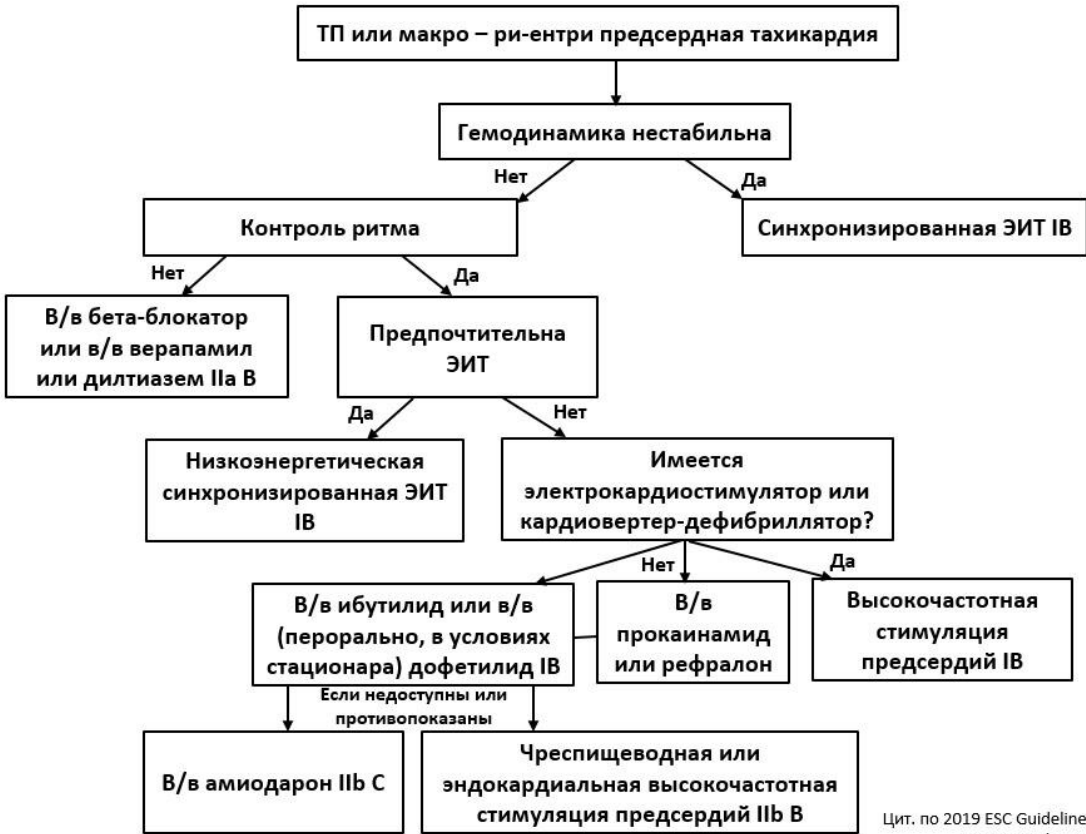 ТП или макро – ри-ентри предсердная тахикардия
Гемодинамика нестабильна
Нет
Да
Контроль ритма
Синхронизированная ЭИТ IB
Нет
Да
В/в бета-блокатор
или в/в верапамил
или дилтиазем IIa B
Предпочтительна
ЭИТ
Да
Нет
Низкоэнергетическая
синхронизированная ЭИТ
IB
Имеется
электрокардиостимулятор или
кардиовертер-дефибриллятор?
Нет
Да
В/в ибутилид или в/в
(перорально, в условиях
стационара) дофетилид IB
В/в
прокаинамид
или рефралон
Высокочастотная
стимуляция
предсердий IB
Если недоступны или
противопоказаны
В/в амиодарон IIb C
Чреспищеводная или
эндокардиальная высокочастотная
стимуляция предсердий IIb B
Цит. по 2019 ESC Guideline